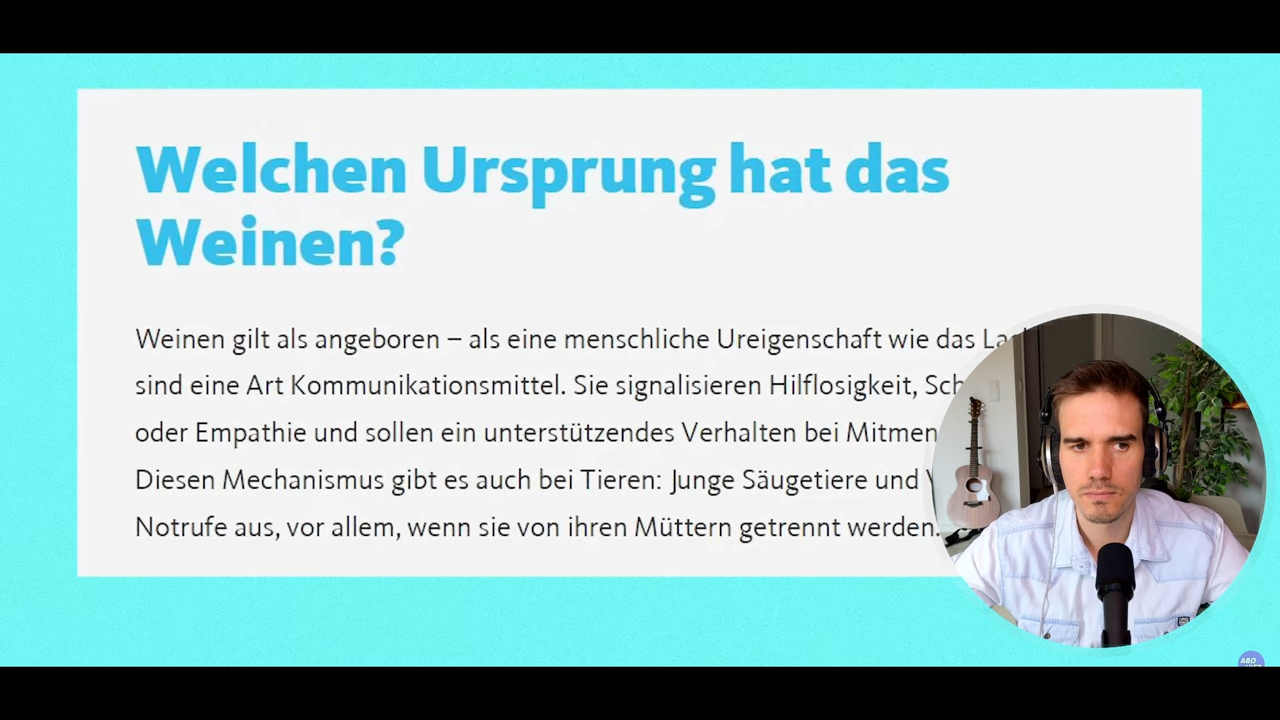 Welchen Ursprung hat das
Weinen?
Weinen gilt als angeboren – als eine menschliche Ureigenschaft wie das
sind eine Art Kommunikationsmittel. Sie signalisieren Hilflosigkeit,
oder Empathie und sollen ein unterstützendes Verhalten bei
Diesen Mechanismus gibt es auch bei Tieren: Junge Säugetiere und
Notrufe aus, vor allem, wenn sie von ihren Müttern getrennt werden.
ABO